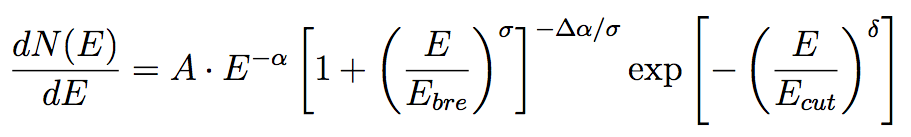 dN(E)/dE = A · E^{−α} [1 + (E/E_{bre})^σ]^{−Δα/σ} exp[−(E/E_{cut})^δ]